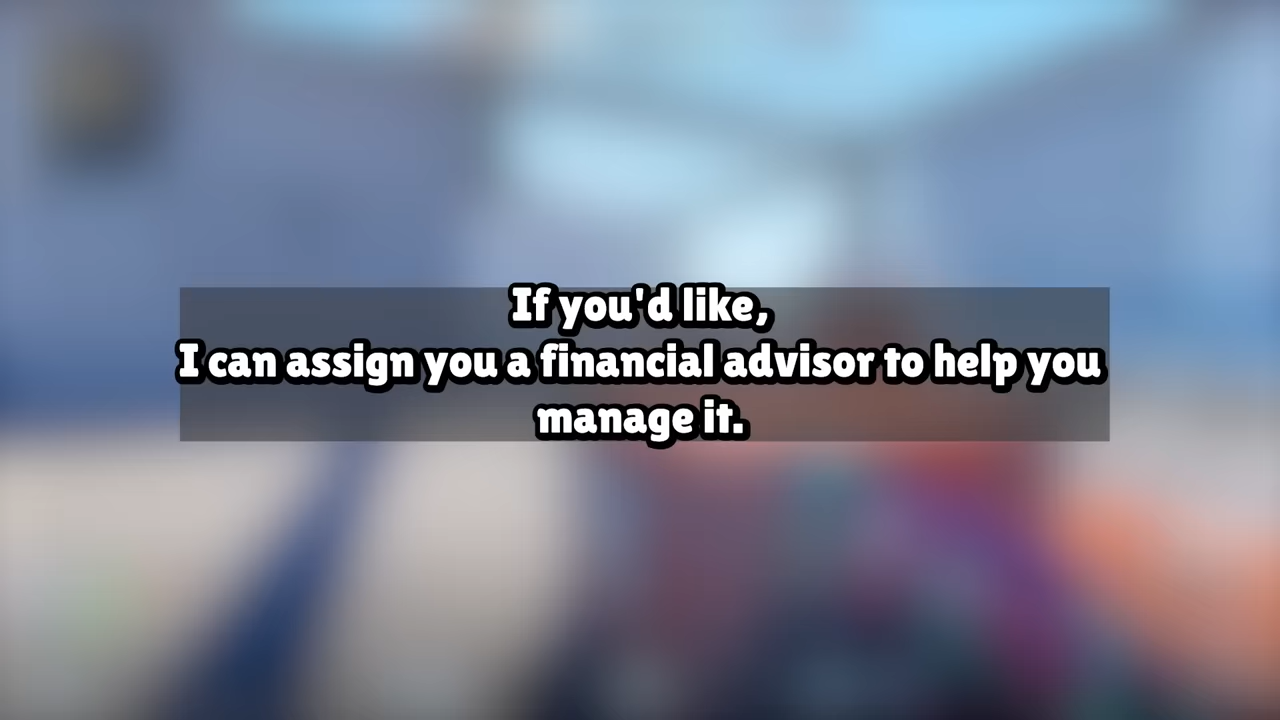 If you'd like,
I can assign you a financial advisor to help you
manage it.